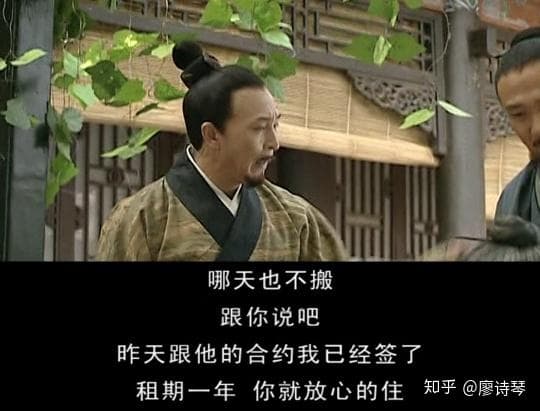 哪天也不搬
跟你说吧
昨天跟他的合约我已经签了
租期一年 你就放心的住
知乎 @廖诗琴